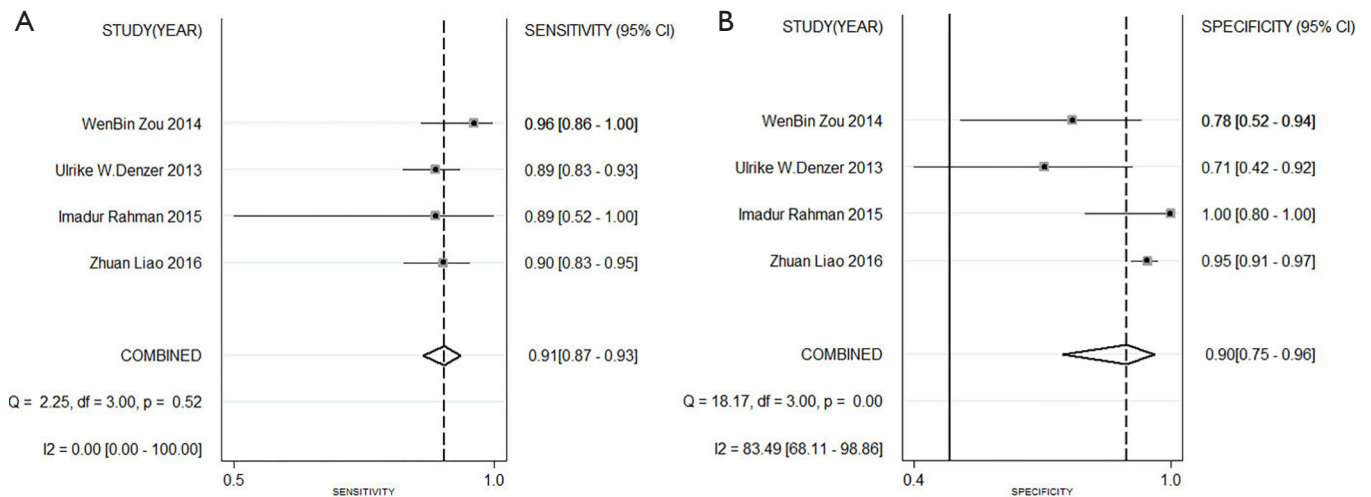 A
STUDY(YEAR) SENSITIVITY (95% CI)
WenBin Zou 2014 0.96 [0.86 - 1.00]
Ulrike W.Denzer 2013 0.89 [0.83 - 0.93]
Imadur Rahman 2015 0.89 [0.52 - 1.00]
Zhuan Liao 2016 0.90 [0.83 - 0.95]
COMBINED 0.91[0.87 - 0.93]
Q = 2.25, df = 3.00, p = 0.52
I2 = 0.00 [0.00 - 100.00]
0.5 1.0
SENSITIVITY
B
STUDY(YEAR) SPECIFICITY (95% CI)
WenBin Zou 2014 0.78 [0.52 - 0.94]
Ulrike W.Denzer 2013 0.71 [0.42 - 0.92]
Imadur Rahman 2015 1.00 [0.80 - 1.00]
Zhuan Liao 2016 0.95 [0.91 - 0.97]
COMBINED 0.90[0.75 - 0.96]
Q = 18.17, df = 3.00, p = 0.00
I2 = 83.49 [68.11 - 98.86]
0.4 1.0
SPECIFICITY